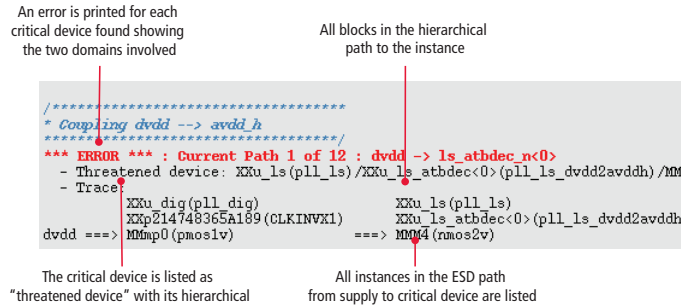 An error is printed for each
critical device found showing
the two domains involved
All blocks in the hierarchical
path to the instance
/**********************************
* Coupling dvdd --> avdd_h
**********************************/
*** ERROR *** : Current Path 1 of 12 : dvdd -> ls_atbdec_n<0>
- Threatened device: XXu_ls(pll_ls)/XXu_ls_atbdec<0>(pll_ls_dvdd2avddh)/MM
- Trace:
XXu_dig(pll_dig) XXu_ls(pll_ls)
XXp214748365A189(CLKINVX1) XXu_ls_atbdec<0>(pll_ls_dvdd2avddh
dvdd ===> MMmp0(pmos1v) ===> MMM4(nmos2v)
The critical device is listed as
"threatened device" with its hierarchical
All instances in the ESD path
from supply to critical device are listed